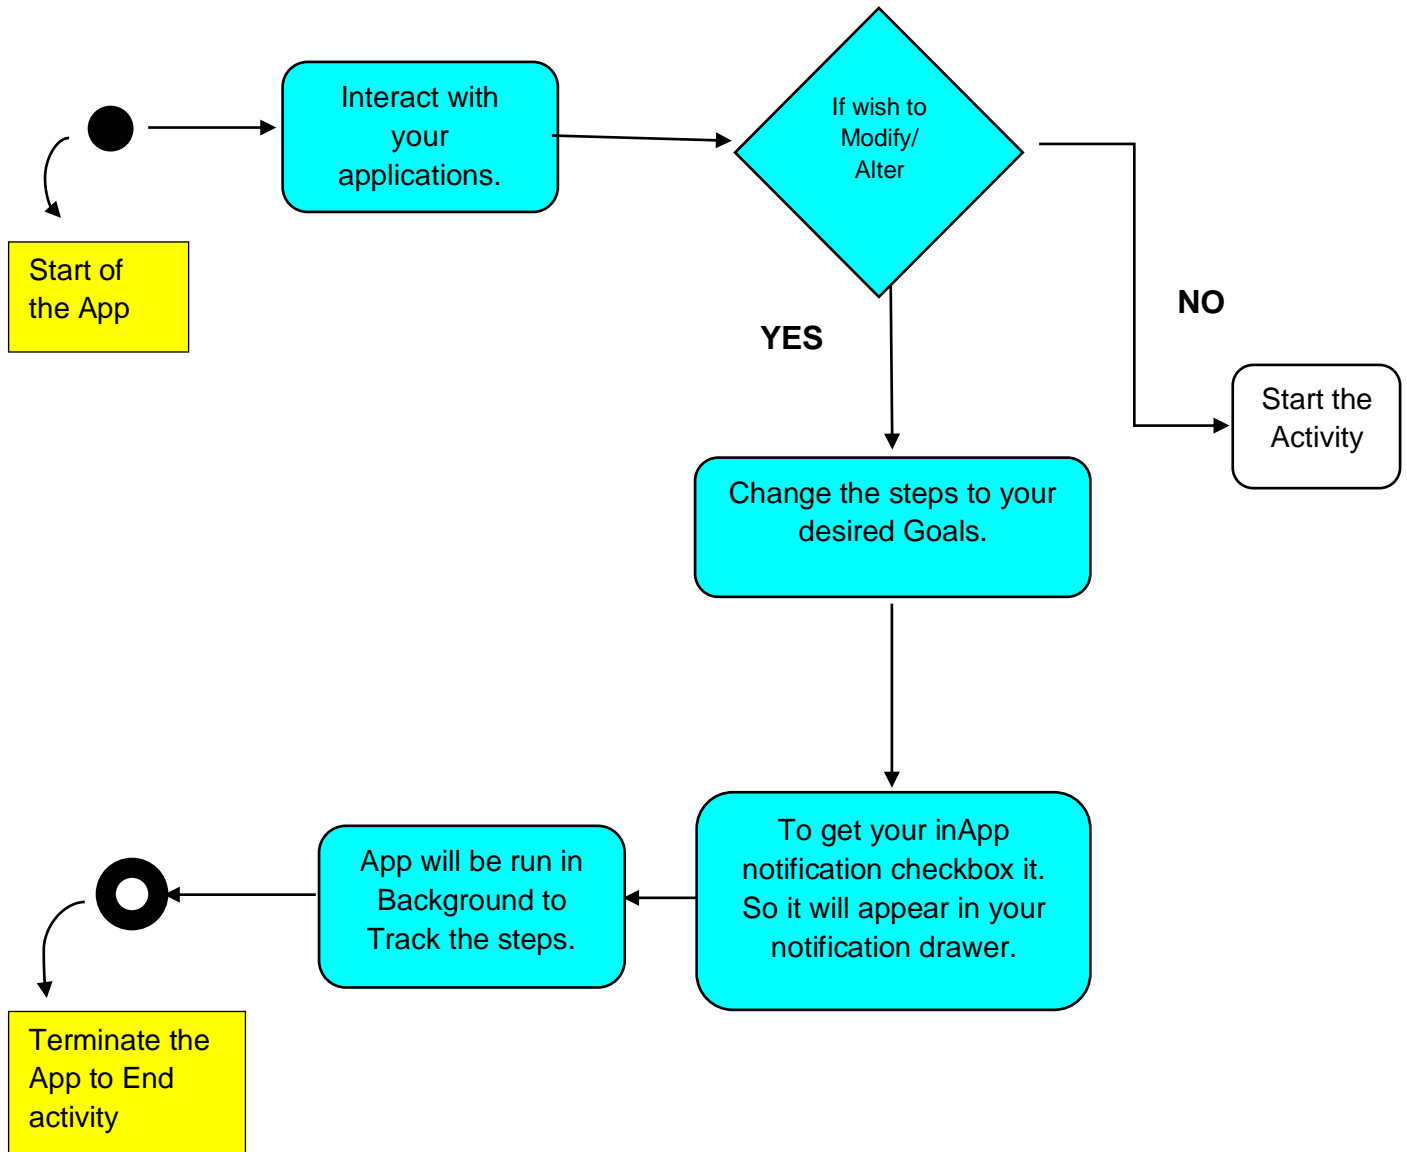 Interact with
your
applications.
If wish to
Modify/
Alter
Start of
the App
NO
YES
Start the
Activity
Change the steps to your
desired Goals.
To get your inApp
notification checkbox it.
So it will appear in your
notification drawer.
App will be run in
Background to
Track the steps.
Terminate the
App to End
activity